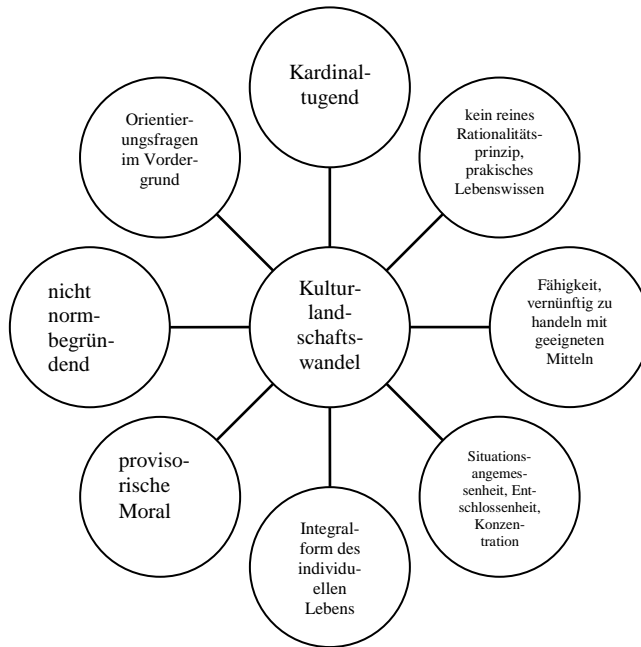 Kardinal-
tugend
kein reines
Rationalitäts-
prinzip,
prakisches
Lebenswissen
Fähigkeit,
vernünftig zu
handeln mit
geeigneten
Mitteln
Situations-
angemes-
senheit, Ent-
schlossenheit,
Konzen-
tration
Integral-
form des
individu-
ellen
Lebens
proviso-
rische
Moral
nicht
norm-
begrün-
dend
Orientier-
ungsfragen
im Vorder-
grund
Kultur-
land-
schafts-
wandel